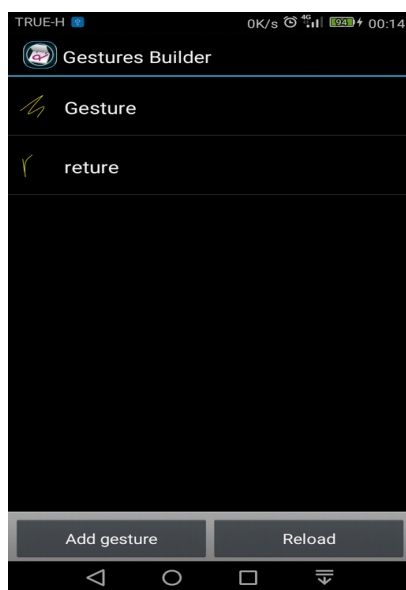 TRUE-H 0K/s 4G 94 00:14
Gestures Builder
Gesture
reture
Add gesture Reload